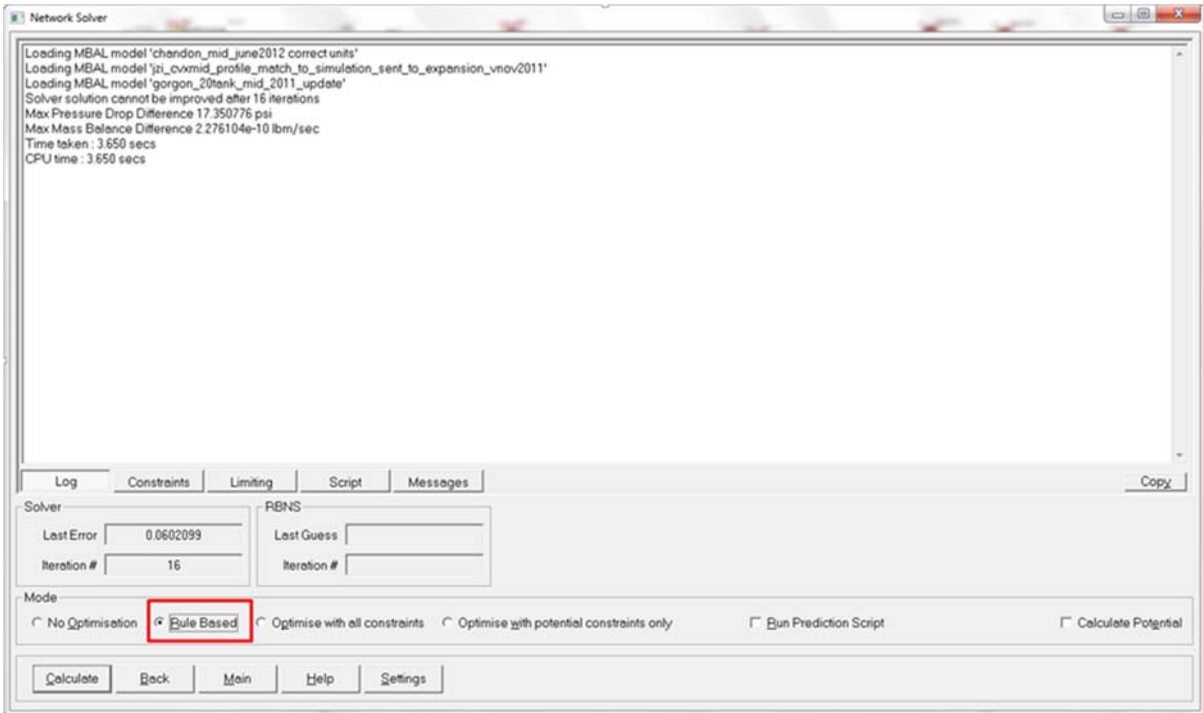 Network Solver
Loading MBAL model 'chandon_mid_june2012 correct units'
Loading MBAL model 'jzi_cvxmid_profile_match_to_simulation_sent_to_expansion_vnov2011'
Loading MBAL model 'gorgon_20tank_mid_2011_update'
Solver solution cannot be improved after 16 iterations
Max Pressure Drop Difference 17.350776 psi
Max Mass Balance Difference 2.276104e-10 lbm/sec
Time taken : 3.650 secs
CPU time : 3.650 secs
Log Constraints Limiting Script Messages Copy
Solver RBNS
Last Error 0.0602099 Last Guess
Iteration # 16 Iteration #
Mode
No Optimisation Rule Based Optimise with all constraints Optimise with potential constraints only Run Prediction Script Calculate Potential
Calculate Back Main Help Settings